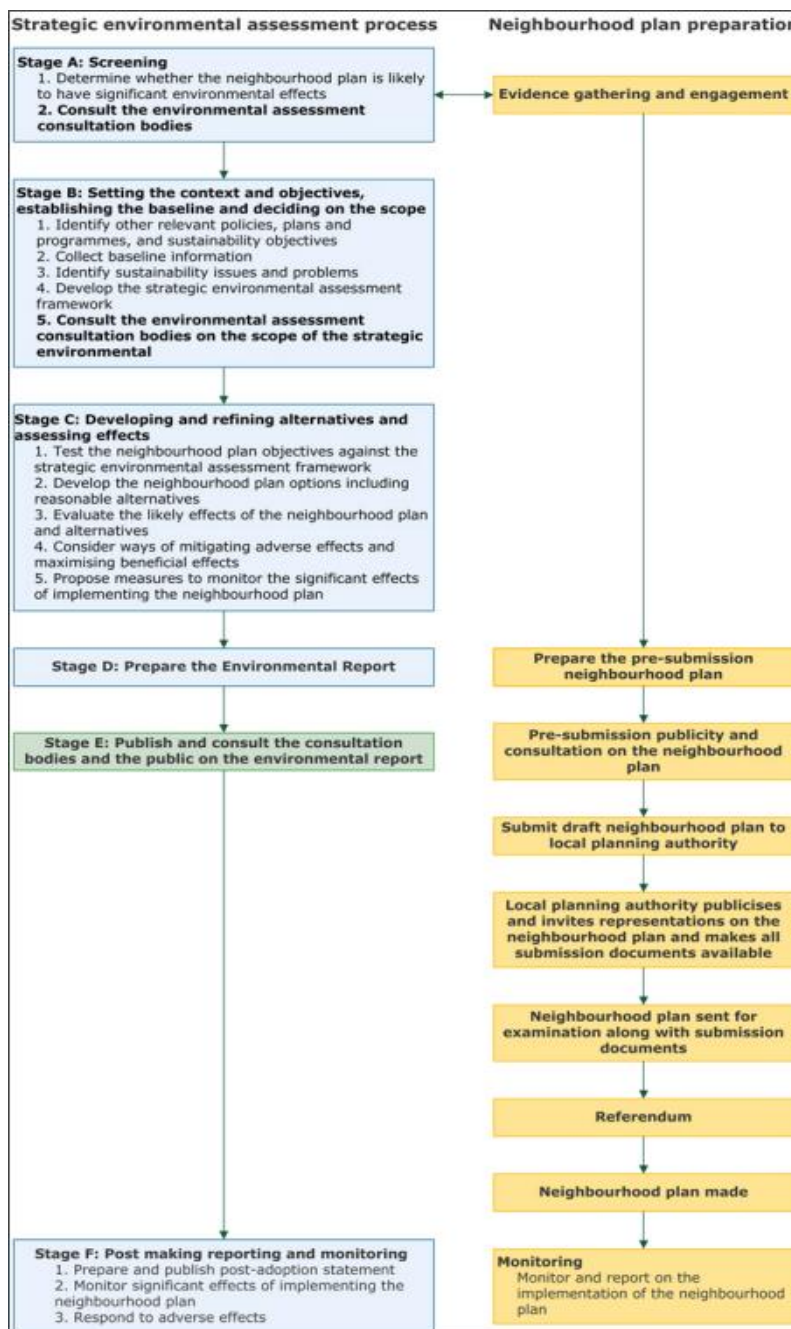 Strategic environmental assessment process
Neighbourhood plan preparation
Stage A: Screening
1. Determine whether the neighbourhood plan is likely
to have significant environmental effects
2. Consult the environmental assessment
consultation bodies
Evidence gathering and engagement
Stage B: Setting the context and objectives,
establishing the baseline and deciding on the scope
1. Identify other relevant policies, plans and
programmes, and sustainability objectives
2. Collect baseline information
3. Identify sustainability issues and problems
4. Develop the strategic environmental assessment
framework
5. Consult the environmental assessment
consultation bodies on the scope of the strategic
environmental
Stage C: Developing and refining alternatives and
assessing effects
1. Test the neighbourhood plan objectives against the
strategic environmental assessment framework
2. Develop the neighbourhood plan options including
reasonable alternatives
3. Evaluate the likely effects of the neighbourhood plan
and alternatives
4. Consider ways of mitigating adverse effects and
maximising beneficial effects
5. Propose measures to monitor the significant effects
of implementing the neighbourhood plan
Stage D: Prepare the Environmental Report
Prepare the pre-submission
neighbourhood plan
Stage E: Publish and consult the consultation
bodies and the public on the environmental report
Pre-submission publicity and
consultation on the neighbourhood
plan
Submit draft neighbourhood plan to
local planning authority
Local planning authority publicises
and invites representations on the
neighbourhood plan and makes all
submission documents available
Neighbourhood plan sent for
examination along with submission
documents
Referendum
Neighbourhood plan made
Stage F: Post making reporting and monitoring
1. Prepare and publish post-adoption statement
2. Monitor significant effects of implementing the
neighbourhood plan
3. Respond to adverse effects
Monitoring
Monitor and report on the
implementation of the neighbourhood
plan